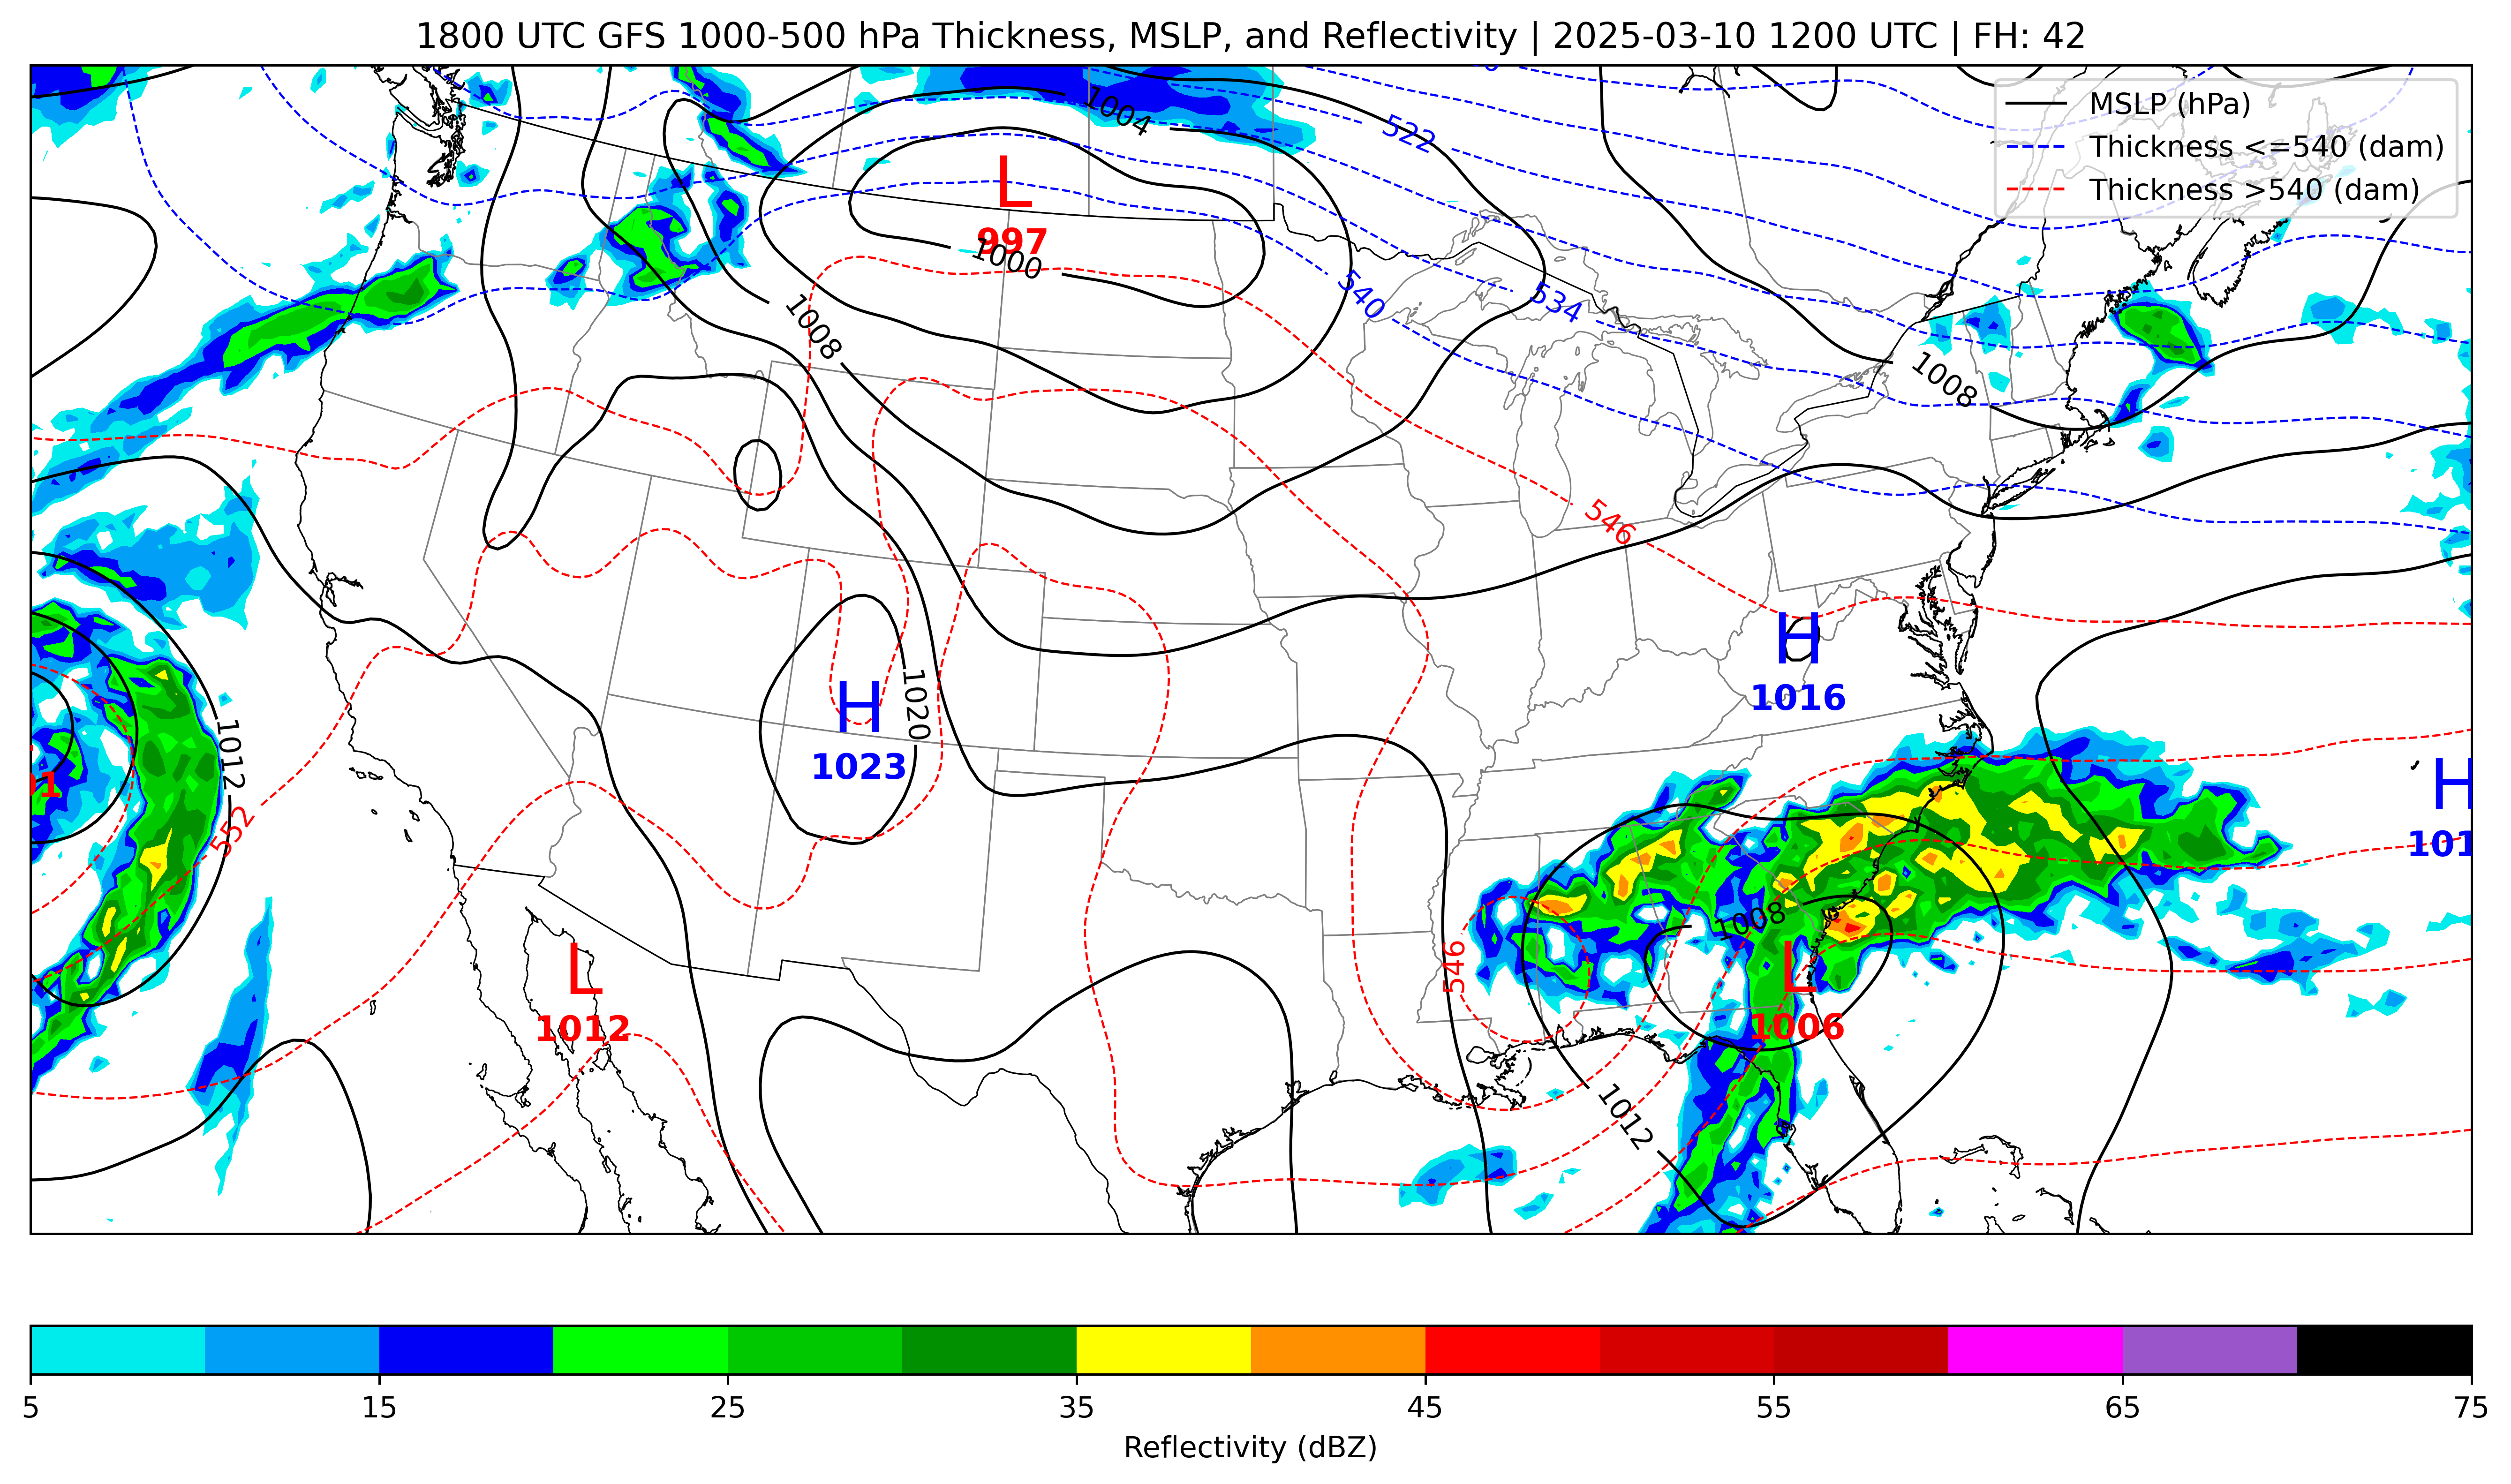 1800 UTC GFS 1000-500 hPa Thickness, MSLP, and Reflectivity | 2025-03-10 1200 UTC | FH: 42
MSLP (hPa)
Thickness <=540 (dam)
Thickness >540 (dam)
1004
522
L
997
1000
540
534
1008
1008
546
H
1016
H
1023
1020
1012
552
H
101
91
1008
546
L
1012
L
1006
1012
5
15
25
35
45
55
65
75
Reflectivity (dBZ)